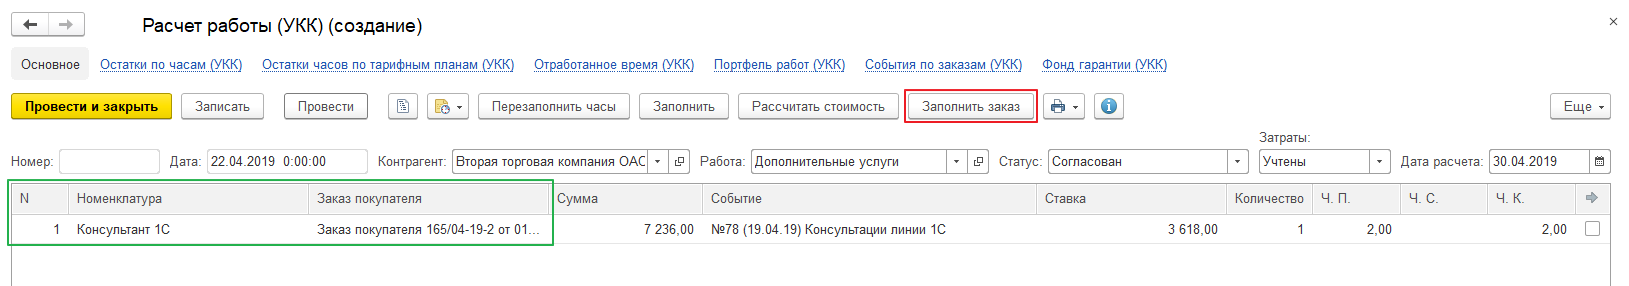 Расчет работы (УКК) (создание)
Основное Остатки по часам (УКК) Остатки часов по тарифным планам (УКК) Отработанное время (УКК) Портфель работ (УКК) События по заказам (УКК) Фонд гарантии (УКК)
Провести и закрыть Записать Провести Перезаполнить часы Заполнить Рассчитать стоимость Заполнить заказ Еще
Затраты:
Номер: Дата: 22.04.2019 0:00:00 Контрагент: Вторая торговая компания ОАО Работа: Дополнительные услуги Статус: Согласован Учтены Дата расчета: 30.04.2019
N Номенклатура Заказ покупателя Сумма Событие Ставка Количество Ч. П. Ч. С. Ч. К.
1 Консультант 1С Заказ покупателя 165/04-19-2 от 01... 7 236,00 №78 (19.04.19) Консультации линии 1С 3 618,00 1 2,00 2,00